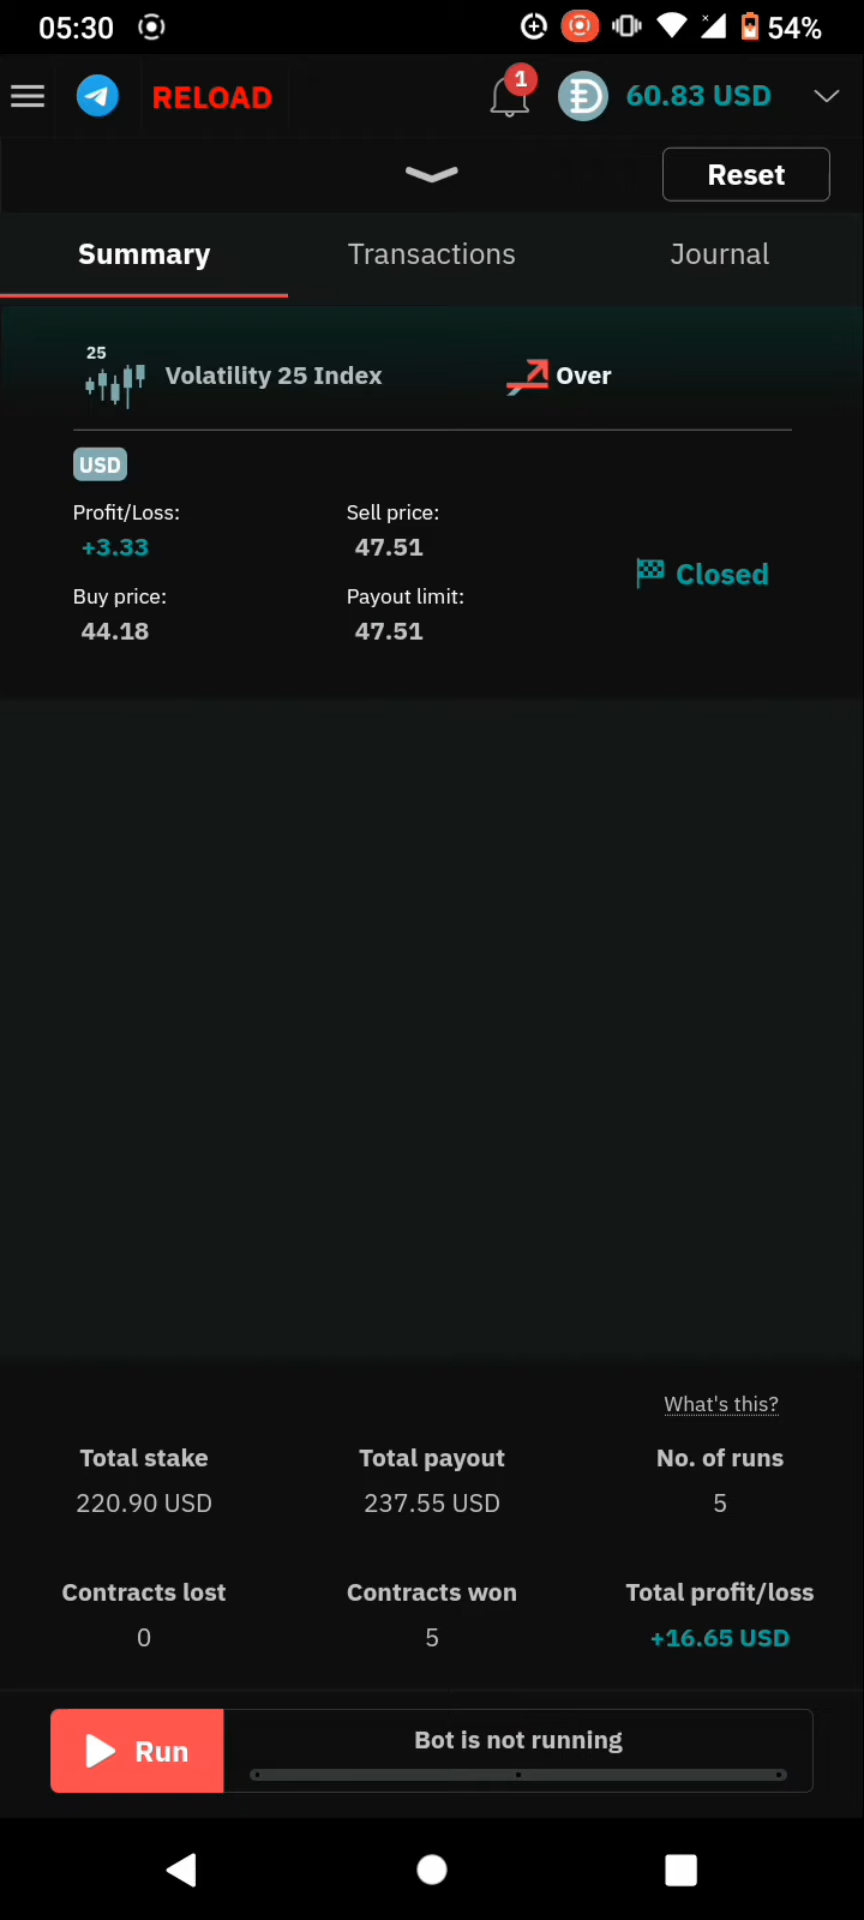 05:30 54%
RELOAD 1 60.83 USD
Reset
Summary Transactions Journal
25
Volatility 25 Index Over
USD
Profit/Loss: Sell price:
+3.33 47.51
Closed
Buy price: Payout limit:
44.18 47.51
What's this?
Total stake Total payout No. of runs
220.90 USD 237.55 USD 5
Contracts lost Contracts won Total profit/loss
0 5 +16.65 USD
Run Bot is not running